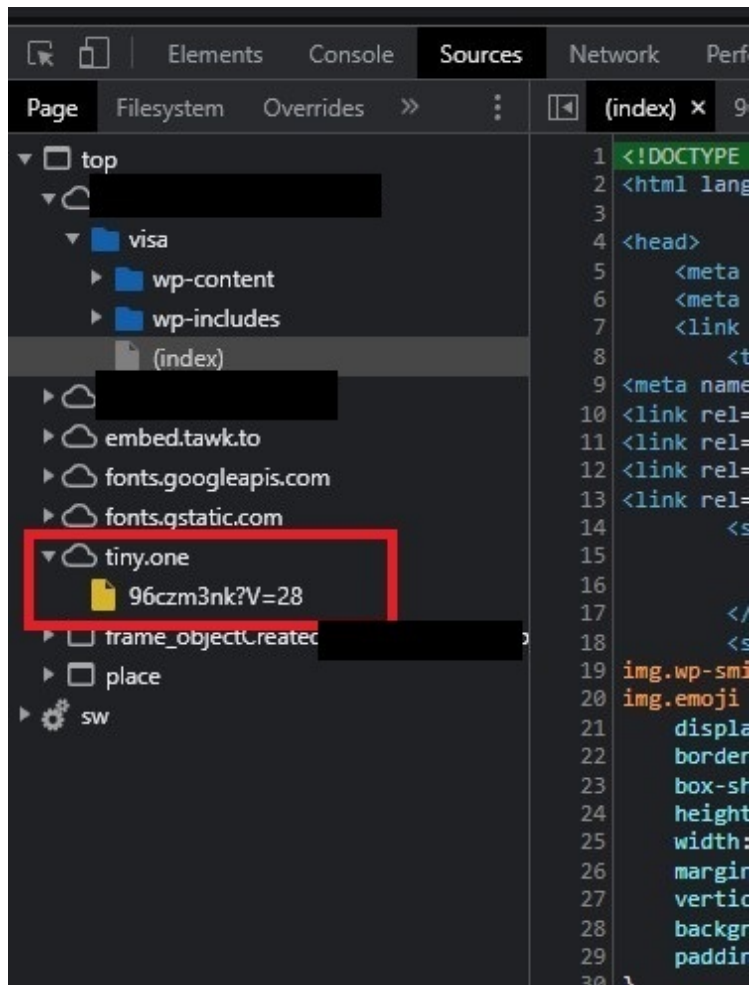 Elements Console Sources Network Perf
Page Filesystem Overrides » (index) × 9
top
visa
wp-content
wp-includes
(index)
embed.tawk.to
fonts.googleapis.com
fonts.gstatic.com
tiny.one
96czm3nk?V=28
frame_objectCreated
place
sw
1 <!DOCTYPE
2 <html lang
3
4 <head>
5 <meta
6 <meta
7 <link
8 <t
9 <meta name
10 <link rel=
11 <link rel=
12 <link rel=
13 <link rel=
14 <s
15
16
17 </
18 <s
19 img.wp-smi
20 img.emoji
21 displa
22 border
23 box-sh
24 height
25 width:
26 margin
27 vertic
28 backgr
29 paddin
30 }